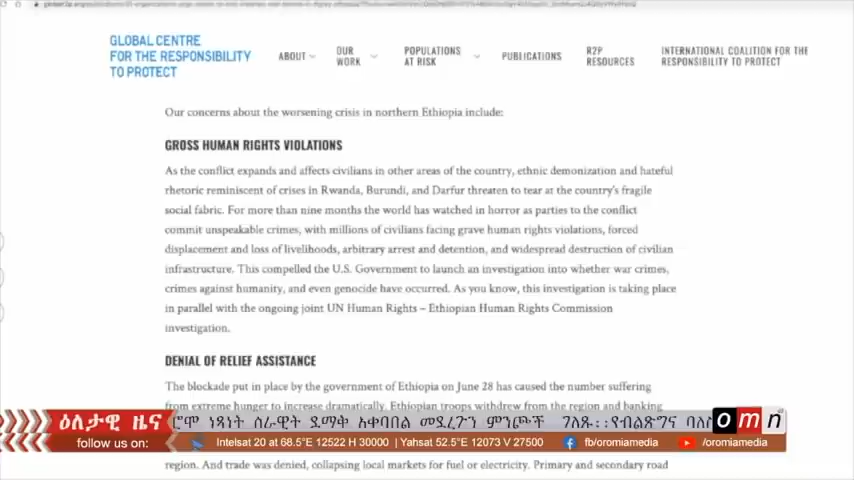 GLOBAL CENTRE
FOR THE RESPONSIBILITY
TO PROTECT
ABOUT
OUR
WORK
POPULATIONS
AT RISK
PUBLICATIONS
R2P
RESOURCES
INTERNATIONAL COALITION FOR THE
RESPONSIBILITY TO PROTECT
Our concerns about the worsening crisis in northern Ethiopia include:
GROSS HUMAN RIGHTS VIOLATIONS
As the conflict expands and affects civilians in other areas of the country, ethnic demonization and hateful
rhetoric reminiscent of crises in Rwanda, Burundi, and Darfur threaten to tear at the country's fragile
social fabric. For more than nine months the world has watched in horror as parties to the conflict
commit unspeakable crimes, with millions of civilians facing grave human rights violations, forced
displacement and loss of livelihoods, arbitrary arrest and detention, and widespread destruction of civilian
infrastructure. This compelled the U.S. Government to launch an investigation into whether war crimes,
crimes against humanity, and even genocide have occurred. As you know, this investigation is taking place
in parallel with the ongoing joint UN Human Rights – Ethiopian Human Rights Commission
investigation.
DENIAL OF RELIEF ASSISTANCE
The blockade put in place by the government of Ethiopia on June 28 has caused the number suffering
from extreme hunger to increase dramatically. Ethiopian troops withdrew from the region and banking
ዕለታዊ ዜና
ሮሞ ነጻነት ሰራዊት ደማቅ አቀባበል መደረጉን ምንጮች ገለጹ፡፡የብልጽግና ባለስ
omn
follow us on:
Intelsat 20 at 68.5°E 12522 H 30000 | Yahsat 52.5°E 12073 V 27500
fb/oromiamedia
/oromiamedia
region. And trade was denied, collapsing local markets for fuel or electricity. Primary and secondary road